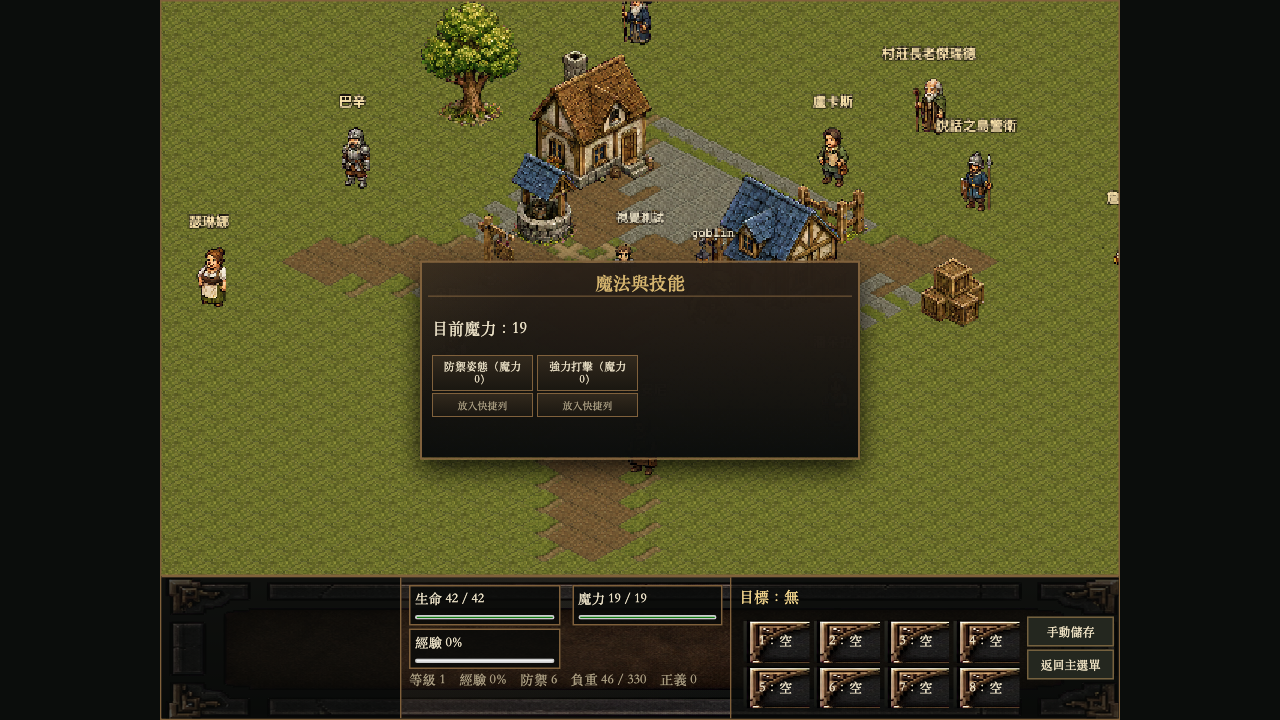 村莊長老傑瑞德
巴辛
盧卡斯
說話之島警衛
瑟琳娜
視覺測試
goblin
魔法與技能
目前魔力：19
防禦姿態（魔力
0）
強力打擊（魔力
0）
放入快捷列
放入快捷列
生命 42 / 42
魔力 19 / 19
經驗 0%
等級 1 經驗 0% 防禦 6 負重 46 / 330 正義 0
目標：無
1：空
2：空
3：空
4：空
5：空
6：空
7：空
8：空
手動儲存
返回主選單